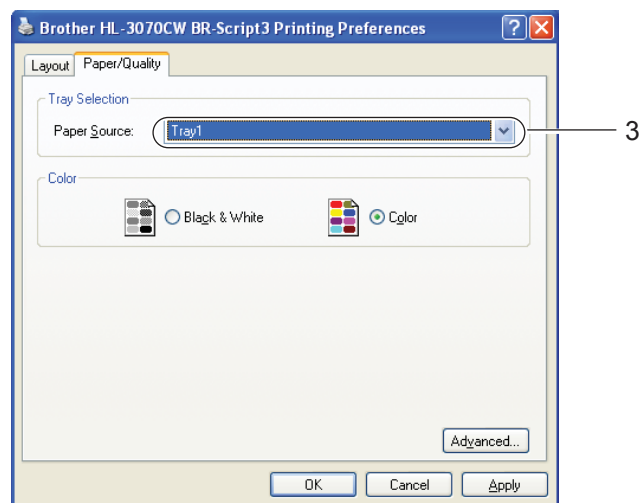 Brother HL-3070CW BR-Script3 Printing Preferences
Layout Paper/Quality
Tray Selection
Paper Source: Tray1 3
Color
Black & White Color
Advanced...
OK Cancel Apply